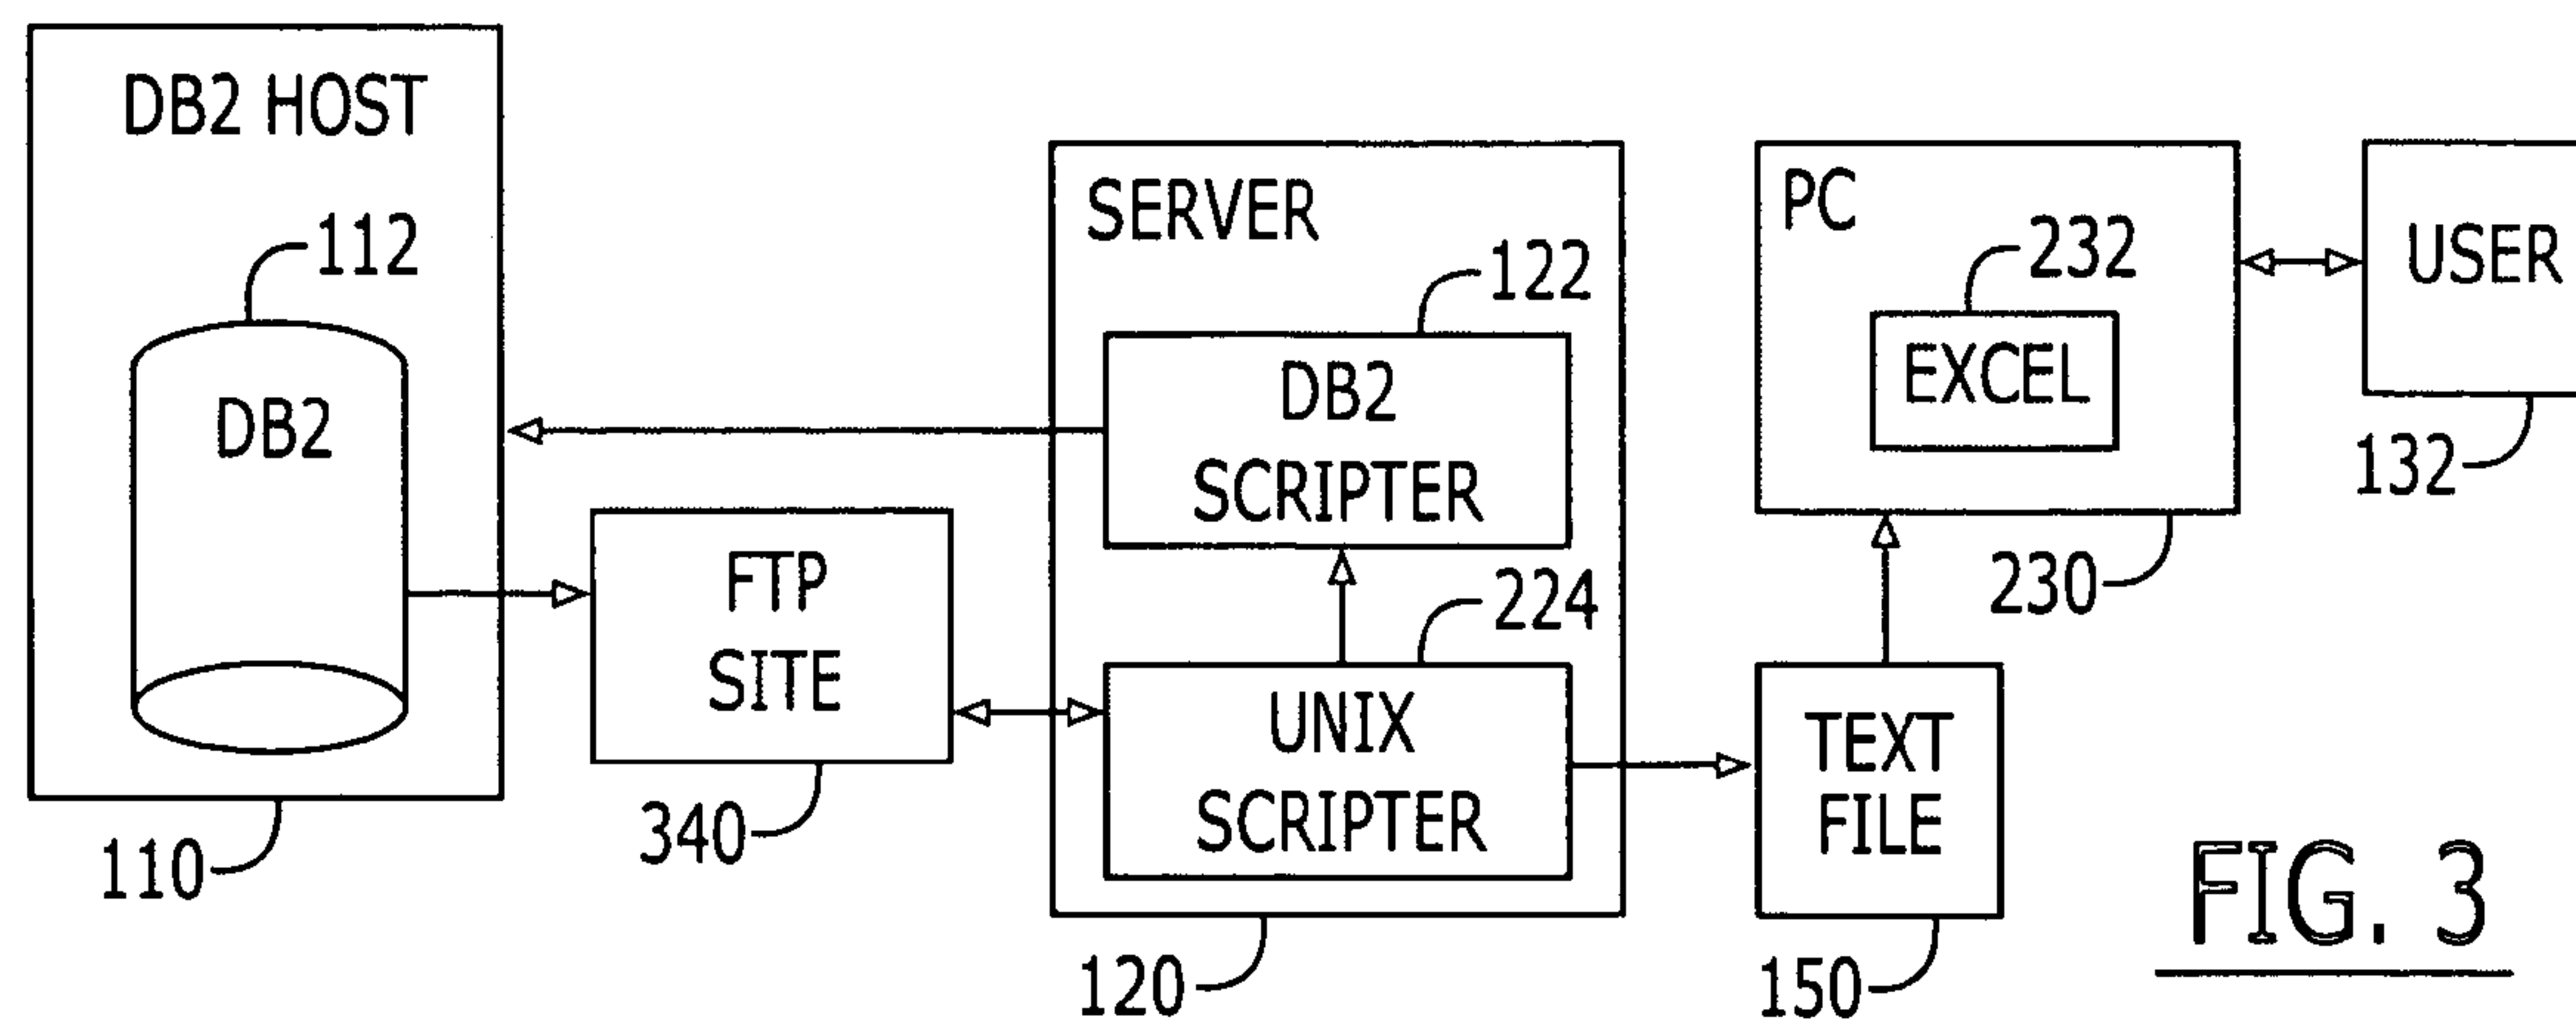 DB2 HOST
112
DB2
110
FTP
SITE
340
SERVER
122
DB2
SCRIPTER
224
UNIX
SCRIPTER
120
PC
232
EXCEL
230
USER
132
TEXT
FILE
150
FIG. 3